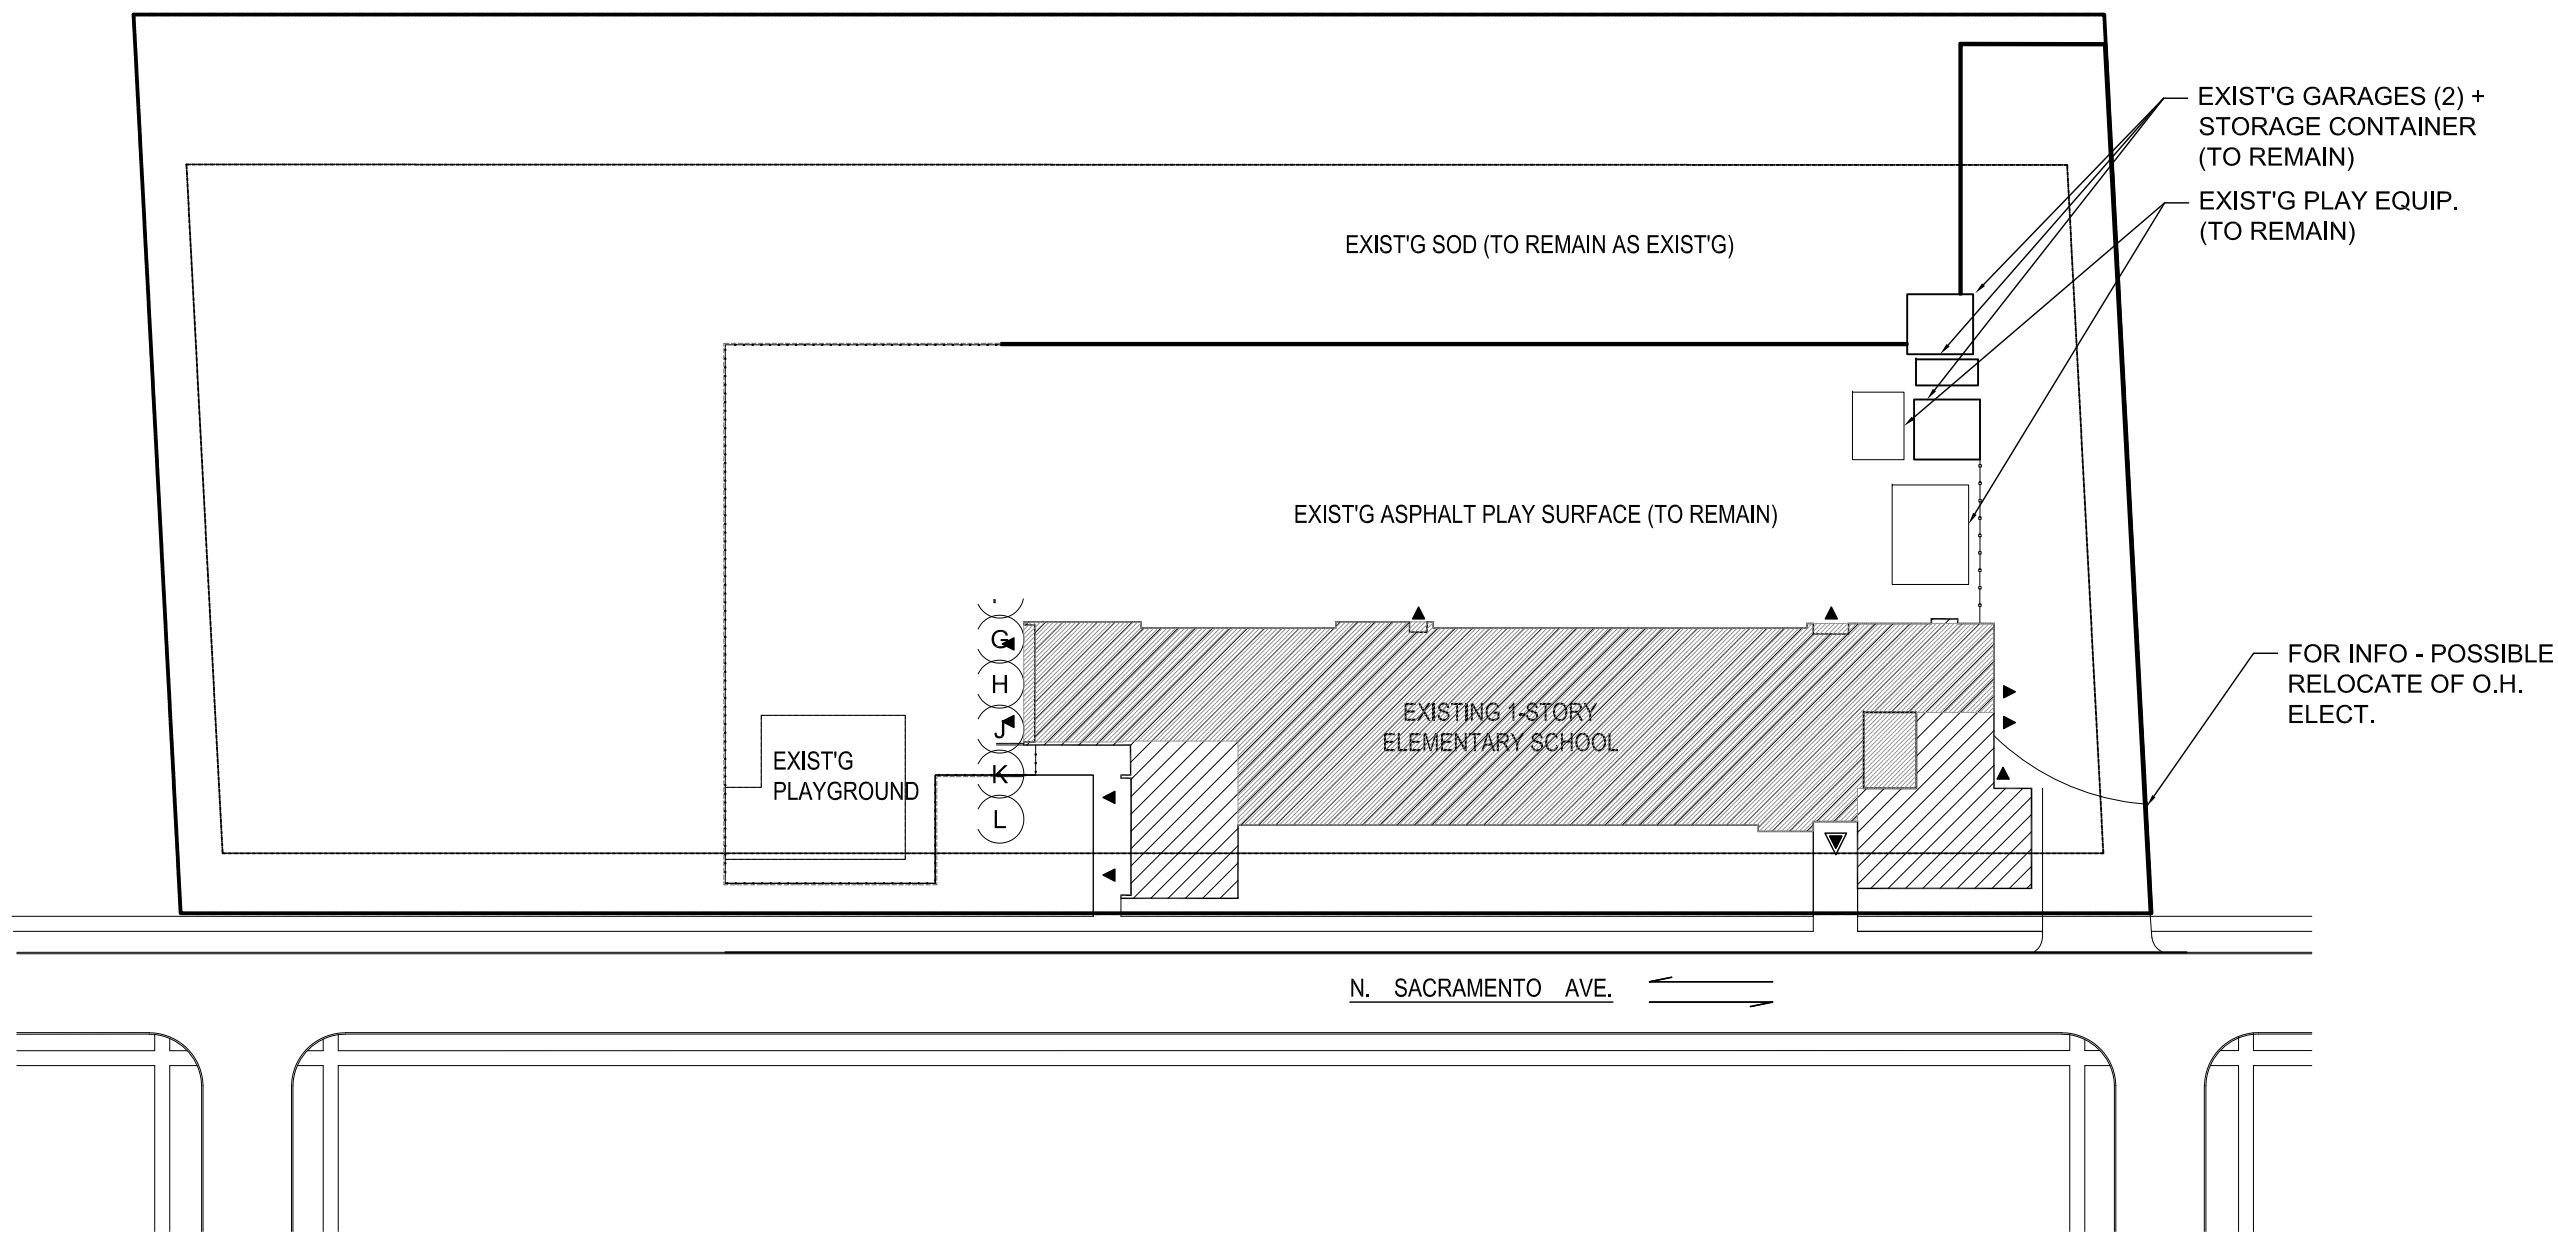 EXIST'G GARAGES (2) +
STORAGE CONTAINER
(TO REMAIN)
EXIST'G PLAY EQUIP.
(TO REMAIN)
EXIST'G SOD (TO REMAIN AS EXIST'G)
EXIST'G ASPHALT PLAY SURFACE (TO REMAIN)
G
H
J
K
L
EXISTING 1-STORY
ELEMENTARY SCHOOL
EXIST'G
PLAYGROUND
FOR INFO - POSSIBLE
RELOCATE OF O.H.
ELECT.
N. SACRAMENTO AVE.